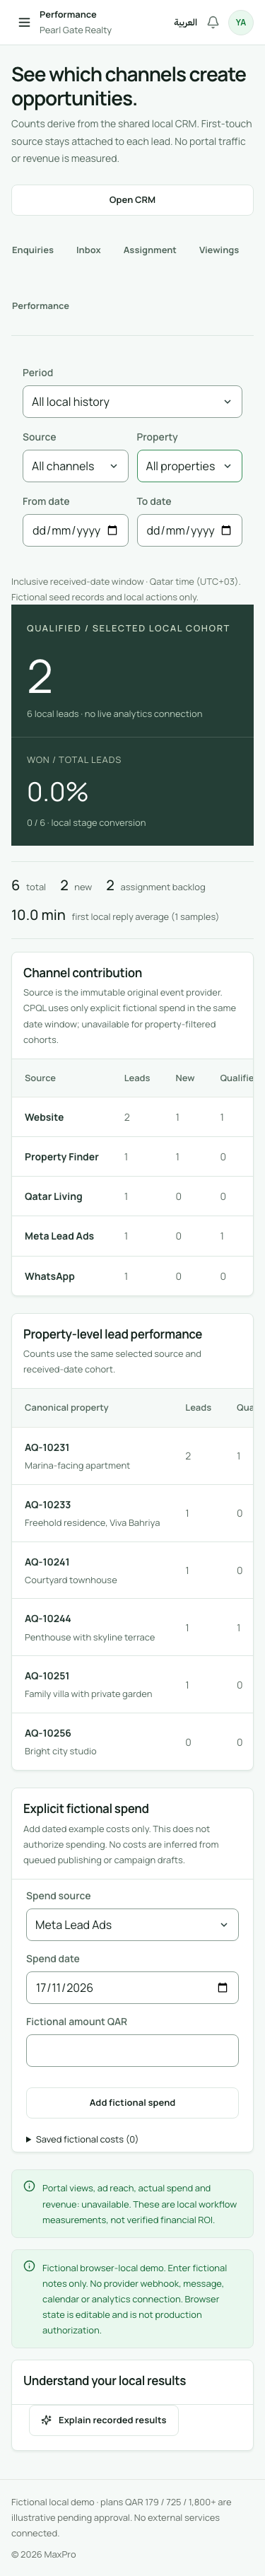 Performance
Pearl Gate Realty
العربية
YA
See which channels create
opportunities.
Counts derive from the shared local CRM. First-touch
source stays attached to each lead. No portal traffic
or revenue is measured.
Open CRM
Enquiries Inbox Assignment Viewings
Performance
Period
All local history
Source Property
All channels All properties
From date To date
dd/mm/yyyy dd/mm/yyyy
Inclusive received-date window · Qatar time (UTC+03).
Fictional seed records and local actions only.
QUALIFIED / SELECTED LOCAL COHORT
2
6 local leads · no live analytics connection
WON / TOTAL LEADS
0.0%
0 / 6 · local stage conversion
6 total 2 new 2 assignment backlog
10.0 min first local reply average (1 samples)
Channel contribution
Source is the immutable original event provider.
CPQL uses only explicit fictional spend in the same
date window; unavailable for property-filtered
cohorts.
Source Leads New Qualifie
Website 2 1 1
Property Finder 1 1 0
Qatar Living 1 0 0
Meta Lead Ads 1 0 1
WhatsApp 1 0 0
Property-level lead performance
Counts use the same selected source and
received-date cohort.
Canonical property Leads Qua
AQ-10231
Marina-facing apartment
2 1
AQ-10233
Freehold residence, Viva Bahriya
1 0
AQ-10241
Courtyard townhouse
1 0
AQ-10244
Penthouse with skyline terrace
1 1
AQ-10251
Family villa with private garden
1 0
AQ-10256
Bright city studio
0 0
Explicit fictional spend
Add dated example costs only. This does not
authorize spending. No costs are inferred from
queued publishing or campaign drafts.
Spend source
Meta Lead Ads
Spend date
17/11/2026
Fictional amount QAR
Add fictional spend
Saved fictional costs (0)
Portal views, ad reach, actual spend and
revenue: unavailable. These are local workflow
measurements, not verified financial ROI.
Fictional browser-local demo. Enter fictional
notes only. No provider webhook, message,
calendar or analytics connection. Browser
state is editable and is not production
authorization.
Understand your local results
Explain recorded results
Fictional local demo · plans QAR 179 / 725 / 1,800+ are
illustrative pending approval. No external services
connected.
© 2026 MaxPro